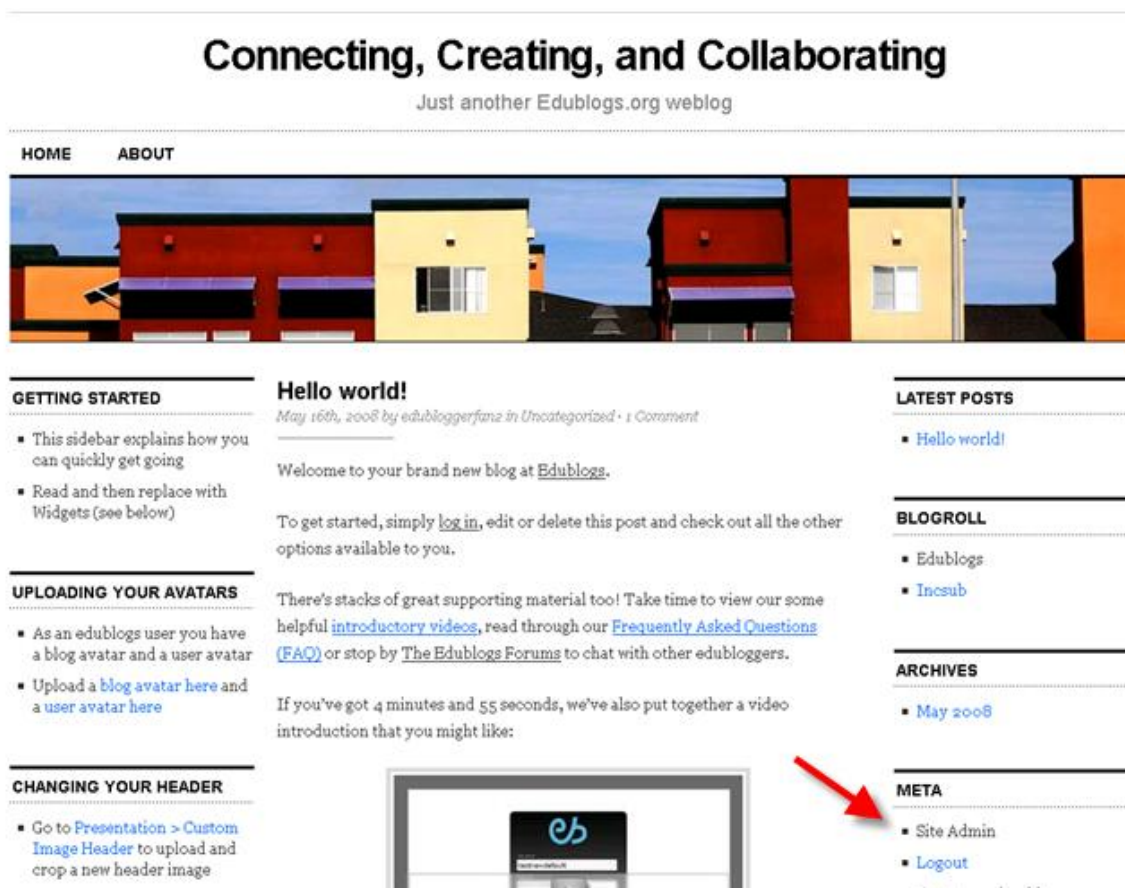 Connecting, Creating, and Collaborating
Just another Edublogs.org weblog
HOME ABOUT
GETTING STARTED
This sidebar explains how you
can quickly get going
Read and then replace with
Widgets (see below)
UPLOADING YOUR AVATARS
As an edublogs user you have
a blog avatar and a user avatar
Upload a blog avatar here and
a user avatar here
CHANGING YOUR HEADER
Go to Presentation > Custom
Image Header to upload and
crop a new header image
Hello world!
May 16th, 2008 by edubloggerfan2 in Uncategorized • 1 Comment
Welcome to your brand new blog at Edublogs.
To get started, simply log in, edit or delete this post and check out all the other
options available to you.
There's stacks of great supporting material too! Take time to view our some
helpful introductory videos, read through our Frequently Asked Questions
(FAQ) or stop by The Edublogs Forums to chat with other edubloggers.
If you've got 4 minutes and 55 seconds, we've also put together a video
introduction that you might like:
eb
LATEST POSTS
Hello world!
BLOGROLL
Edublogs
Incsub
ARCHIVES
May 2008
META
Site Admin
Logout